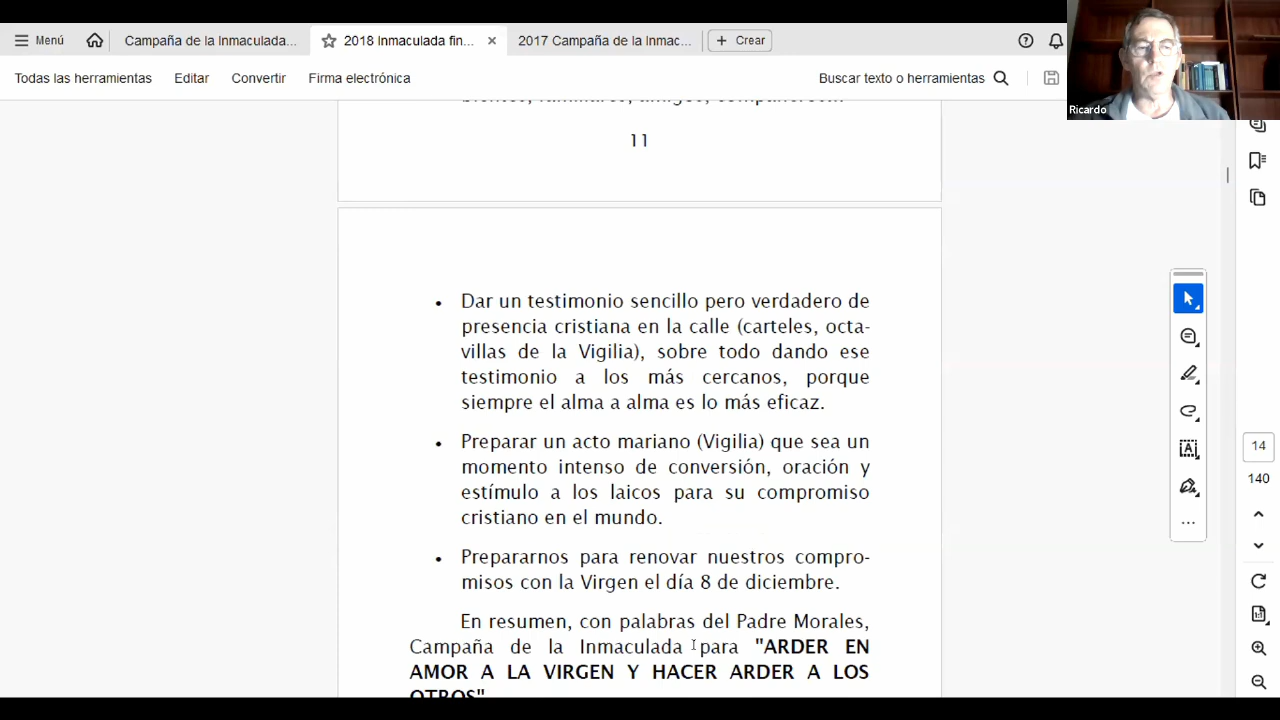 Menú
Campaña de la Inmaculada...
2018 Inmaculada fin...
2017 Campaña de la Inmac...
Crear
Todas las herramientas
Editar
Convertir
Firma electrónica
Buscar texto o herramientas
Ricardo
bientes, familiares, amigos, compañeros...
11
• Dar un testimonio sencillo pero verdadero de
presencia cristiana en la calle (carteles, octa-
villas de la Vigilia), sobre todo dando ese
testimonio a los más cercanos, porque
siempre el alma a alma es lo más eficaz.
• Preparar un acto mariano (Vigilia) que sea un
momento intenso de conversión, oración y
estímulo a los laicos para su compromiso
cristiano en el mundo.
• Prepararnos para renovar nuestros compro-
misos con la Virgen el día 8 de diciembre.
En resumen, con palabras del Padre Morales,
Campaña de la Inmaculada para "ARDER EN
AMOR A LA VIRGEN Y HACER ARDER A LOS
OTROS"
14
140